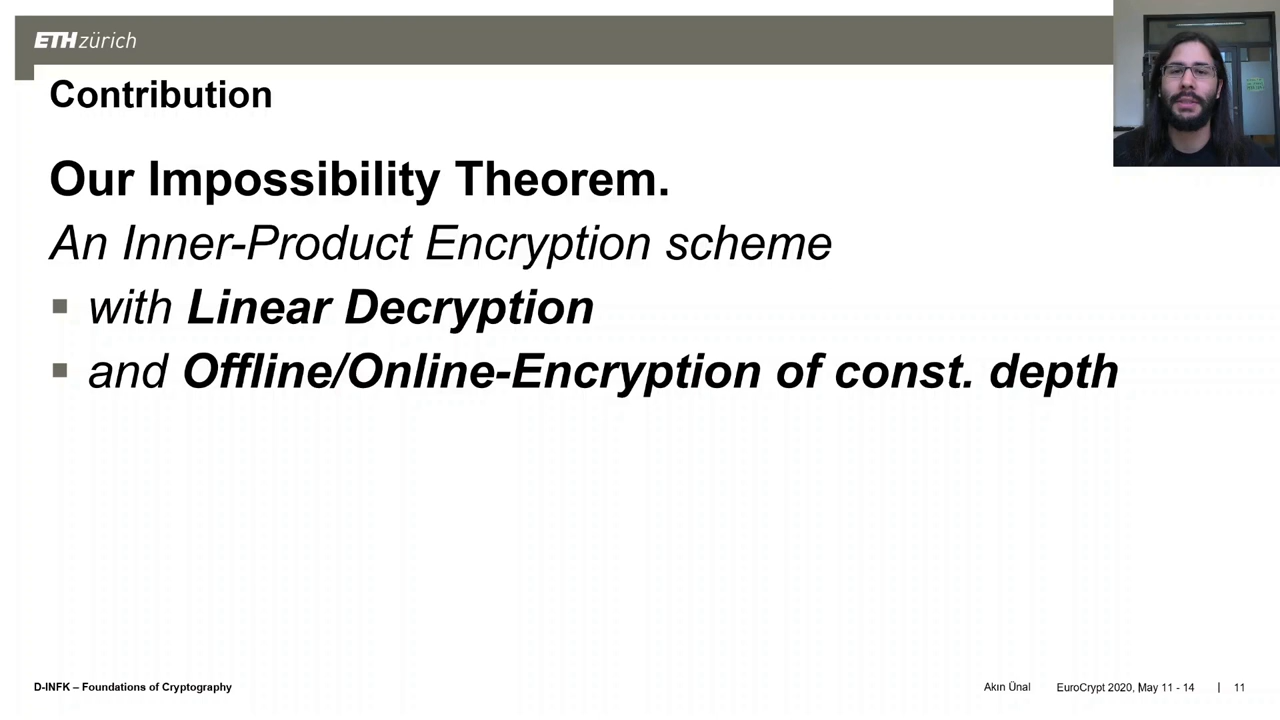 ETH zürich
Contribution
Our Impossibility Theorem.
An Inner-Product Encryption scheme
▪ with Linear Decryption
▪ and Offline/Online-Encryption of const. depth
D-INFK – Foundations of Cryptography
Akın Ünal
EuroCrypt 2020, May 11 - 14
| 11